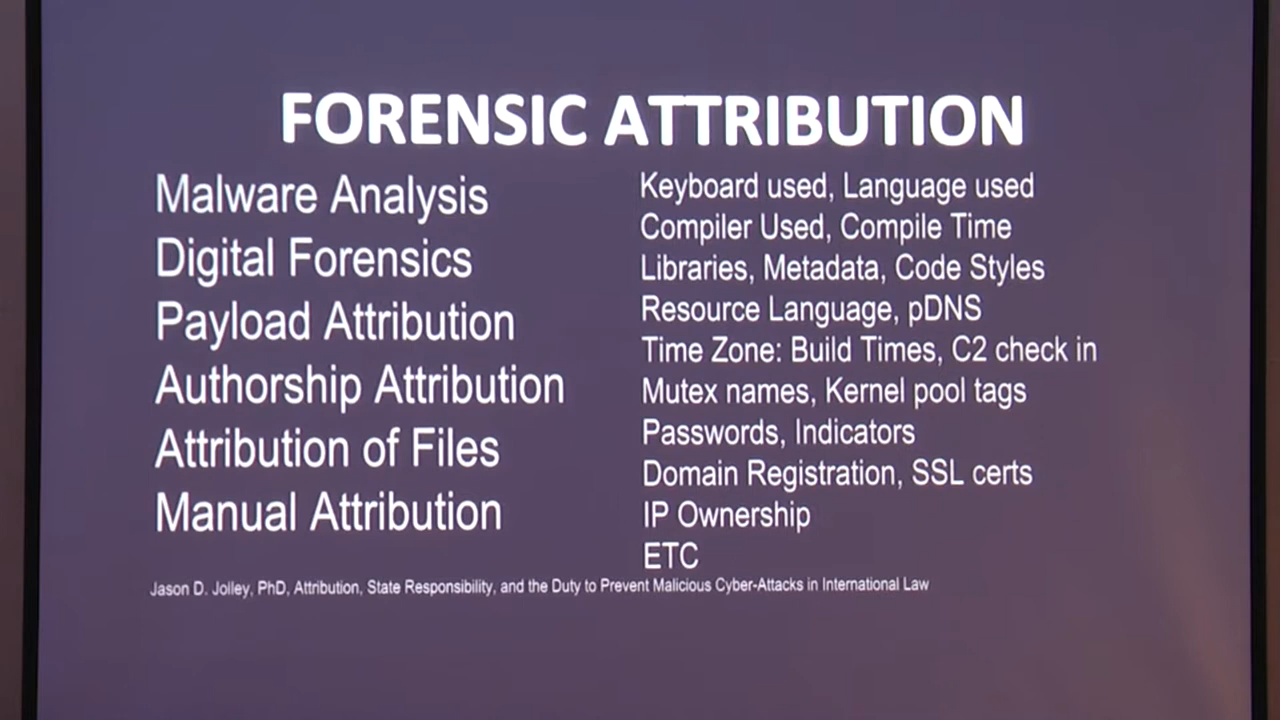 FORENSIC ATTRIBUTION
Malware Analysis
Digital Forensics
Payload Attribution
Authorship Attribution
Attribution of Files
Manual Attribution
Keyboard used, Language used
Compiler Used, Compile Time
Libraries, Metadata, Code Styles
Resource Language, pDNS
Time Zone: Build Times, C2 check in
Mutex names, Kernel pool tags
Passwords, Indicators
Domain Registration, SSL certs
IP Ownership
ETC
Jason D. Jolley, PhD, Attribution, State Responsibility, and the Duty to Prevent Malicious Cyber-Attacks in International Law